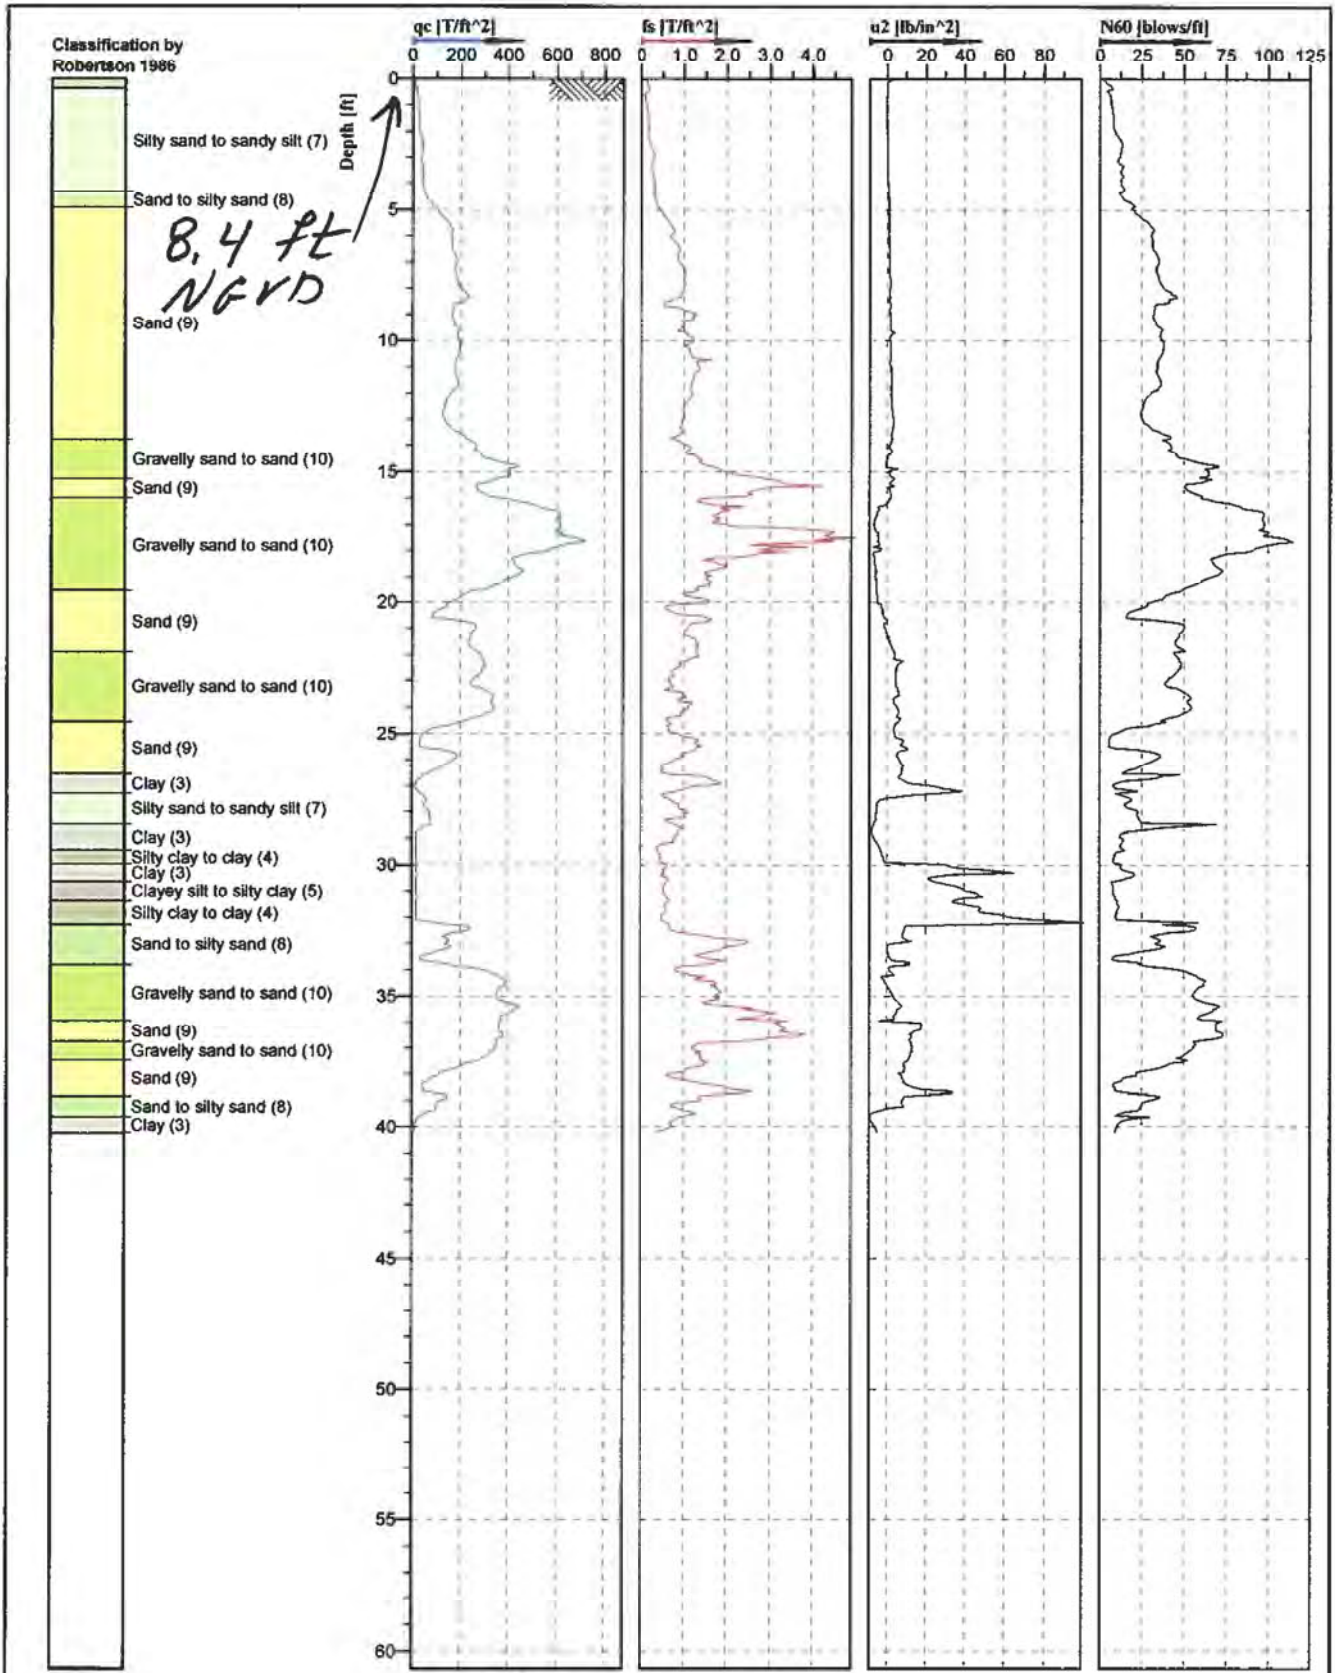 Classification by
Robertson 1986
qc [T/ft^2]
0 200 400 600 800
fs [T/ft^2]
0 1.0 2.0 3.0 4.0
u2 [lb/in^2]
0 20 40 60 80
N60 [blows/ft]
0 25 50 75 100 125
Depth [ft]
0
5
10
15
20
25
30
35
40
45
50
55
60
8.4 ft
NGVD
Silty sand to sandy silt (7)
Sand to silty sand (8)
Sand (9)
Gravelly sand to sand (10)
Sand (9)
Gravelly sand to sand (10)
Sand (9)
Gravelly sand to sand (10)
Sand (9)
Clay (3)
Silty sand to sandy silt (7)
Clay (3)
Silty clay to clay (4)
Clay (3)
Clayey silt to silty clay (5)
Silty clay to clay (4)
Sand to silty sand (8)
Gravelly sand to sand (10)
Sand (9)
Gravelly sand to sand (10)
Sand (9)
Sand to silty sand (8)
Clay (3)